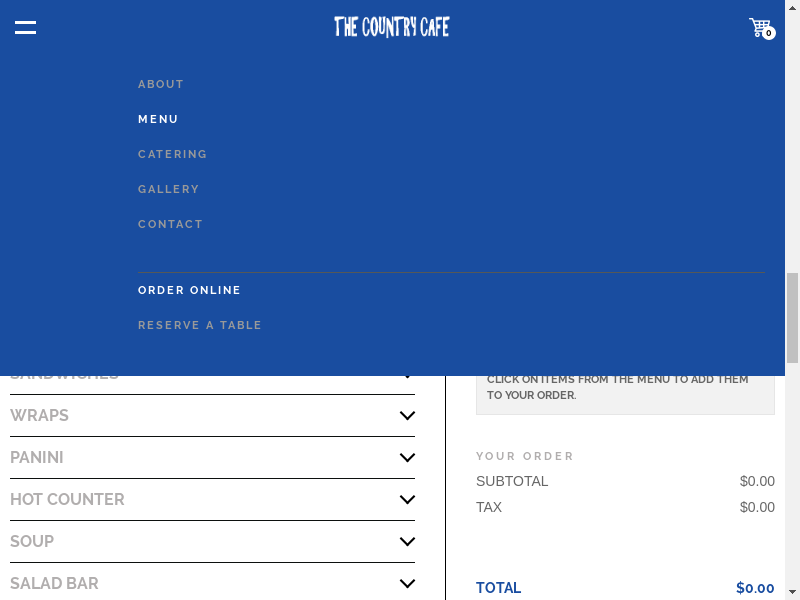 THE COUNTRY CAFE
0
ABOUT
MENU
CATERING
GALLERY
CONTACT
ORDER ONLINE
RESERVE A TABLE
SANDWICHES
WRAPS
PANINI
HOT COUNTER
SOUP
SALAD BAR
CLICK ON ITEMS FROM THE MENU TO ADD THEM
TO YOUR ORDER.
YOUR ORDER
SUBTOTAL $0.00
TAX $0.00
TOTAL $0.00